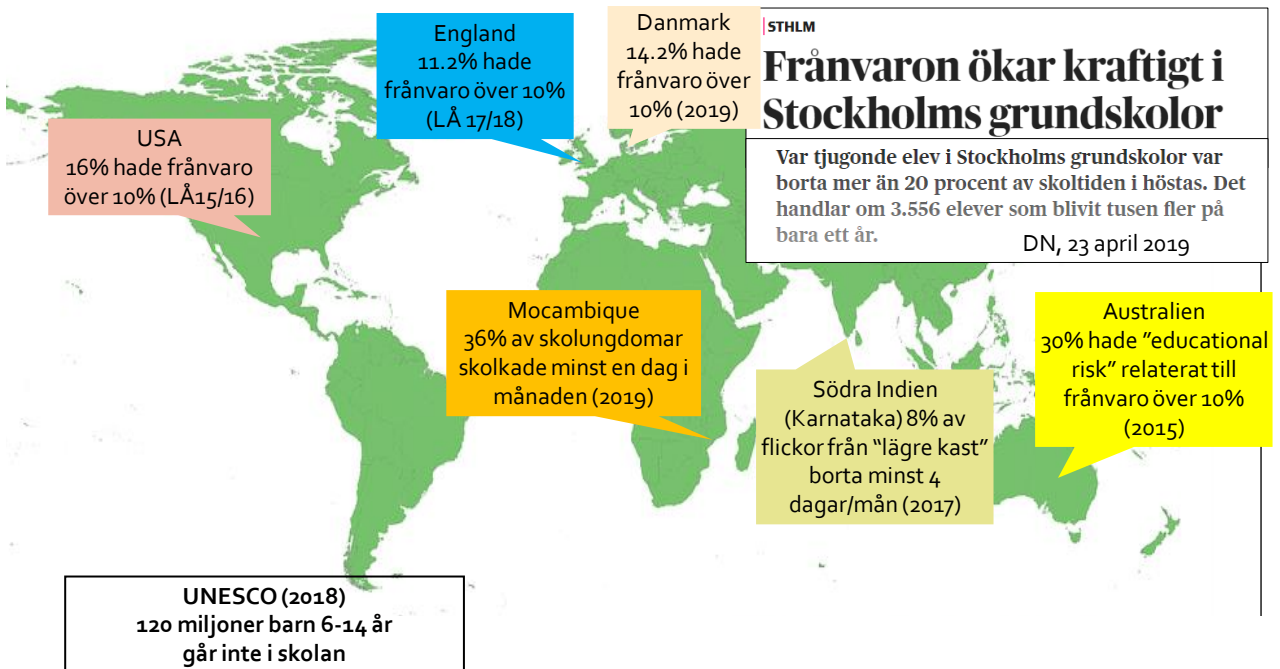 England
11.2% hade
frånvaro över 10%
(LÅ 17/18)
Danmark
14.2% hade
frånvaro över
10% (2019)
STHLM
Frånvaron ökar kraftigt i
Stockholms grundskolor
Var tjugonde elev i Stockholms grundskolor var
borta mer än 20 procent av skoltiden i höstas. Det
handlar om 3.556 elever som blivit tusen fler på
bara ett år.
DN, 23 april 2019
USA
16% hade frånvaro
över 10% (LÅ15/16)
Mocambique
36% av skolungdomar
skolkade minst en dag i
månaden (2019)
Södra Indien
(Karnataka) 8% av
flickor från “lägre kast”
borta minst 4
dagar/mån (2017)
Australien
30% hade ”educational
risk” relaterat till
frånvaro över 10%
(2015)
UNESCO (2018)
120 miljoner barn 6-14 år
går inte i skolan